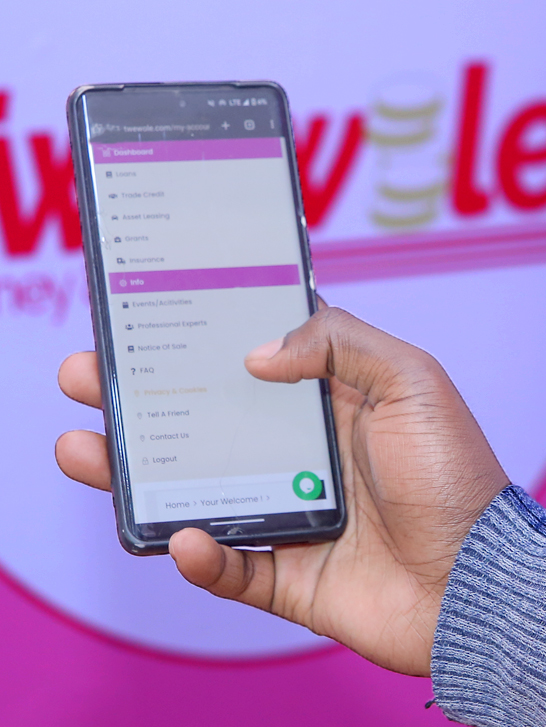 LTE
twewole.com/my-accou
Dashboard
Loans
Trade Credit
Asset Leasing
Grants
Insurance
Info
Events/Activities
Professional Experts
Notice Of Sale
? FAQ
Privacy & Cookies
Tell A Friend
Contact Us
Logout
Home > Your Welcome !